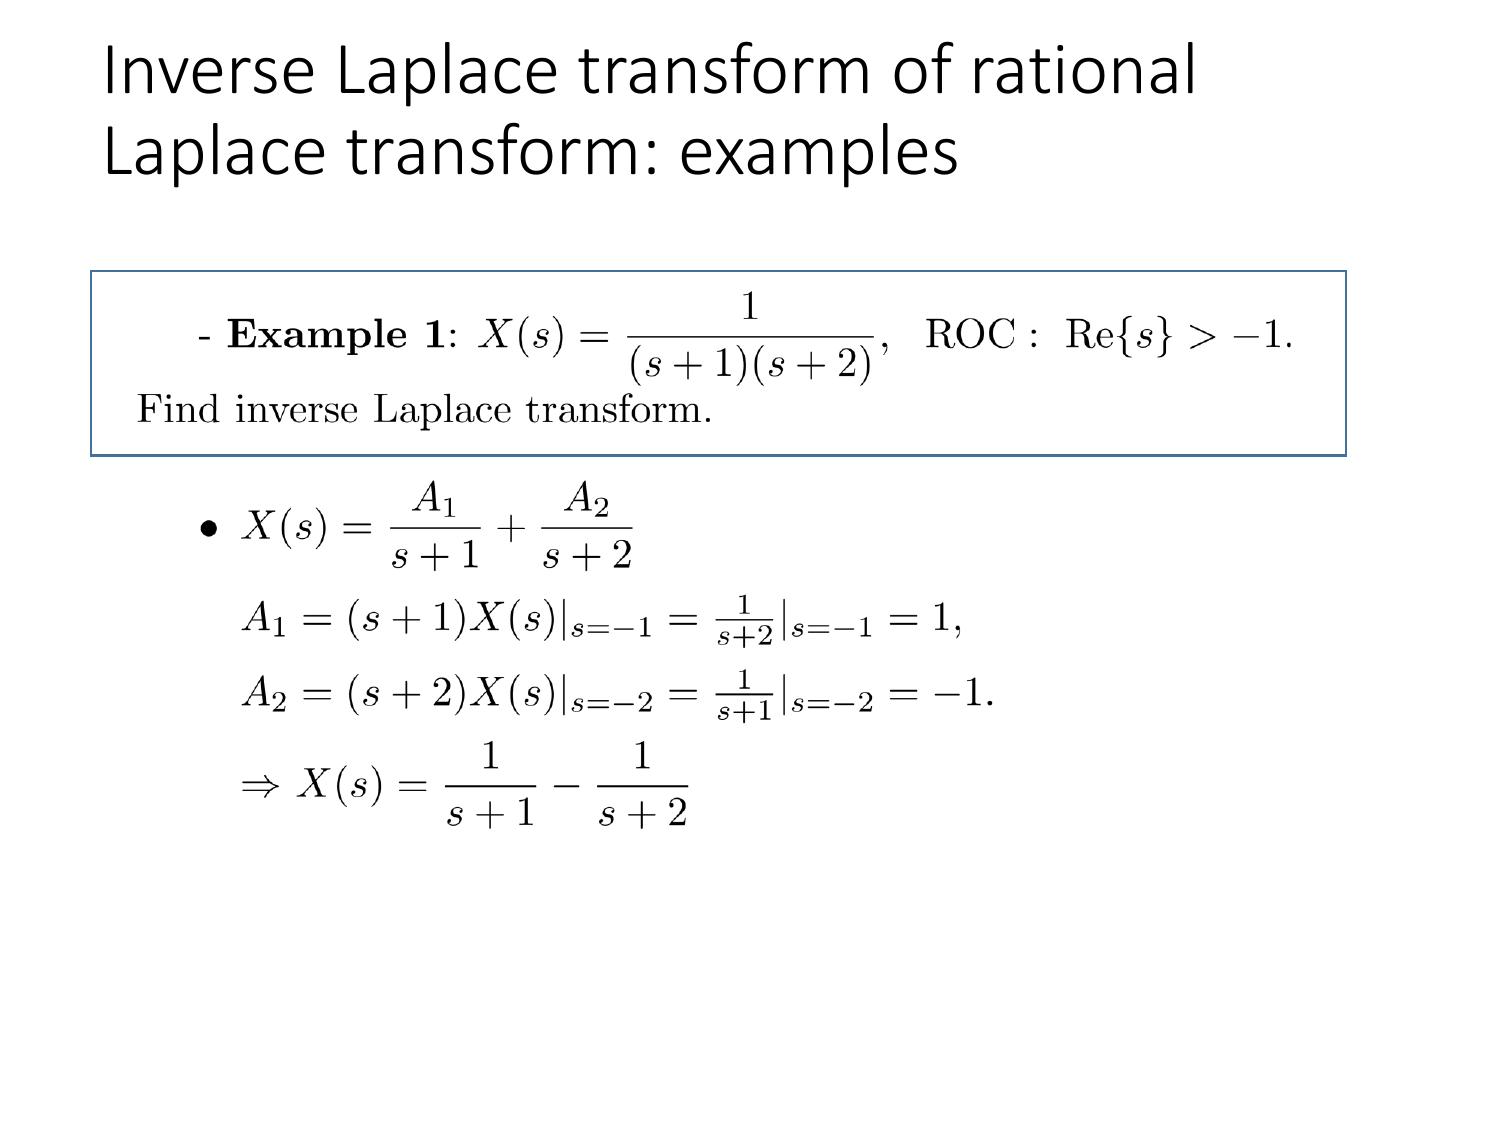 Inverse Laplace transform of rational
Laplace transform: examples
- Example 1: X(s) = \frac{1}{(s + 1)(s + 2)},   ROC :  Re{s} > −1.
Find inverse Laplace transform.
• X(s) = \frac{A_1}{s + 1} + \frac{A_2}{s + 2}
A_1 = (s + 1)X(s)|_{s=−1} = \frac{1}{s+2}|_{s=−1} = 1,
A_2 = (s + 2)X(s)|_{s=−2} = \frac{1}{s+1}|_{s=−2} = −1.
⇒ X(s) = \frac{1}{s + 1} − \frac{1}{s + 2}